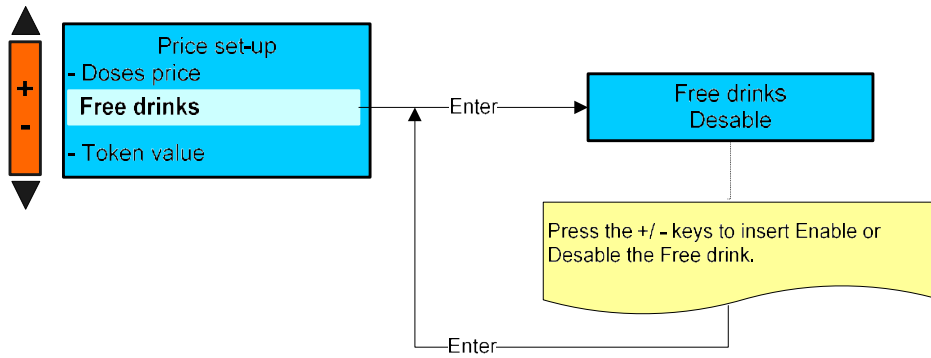 +
-
Price set-up
- Doses price
Free drinks
- Token value
Enter
Free drinks
Desable
Press the +/ - keys to insert Enable or
Desable the Free drink.
Enter